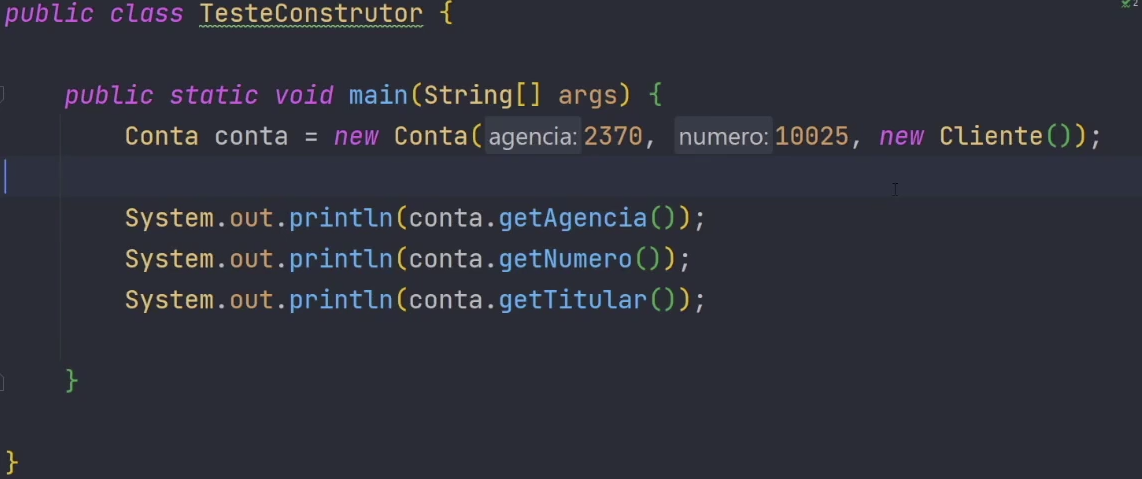 public class TesteConstrutor {
public static void main(String[] args) {
Conta conta = new Conta( agencia: 2370, numero: 10025, new Cliente());
System.out.println(conta.getAgencia());
System.out.println(conta.getNumero());
System.out.println(conta.getTitular());
}
}
2